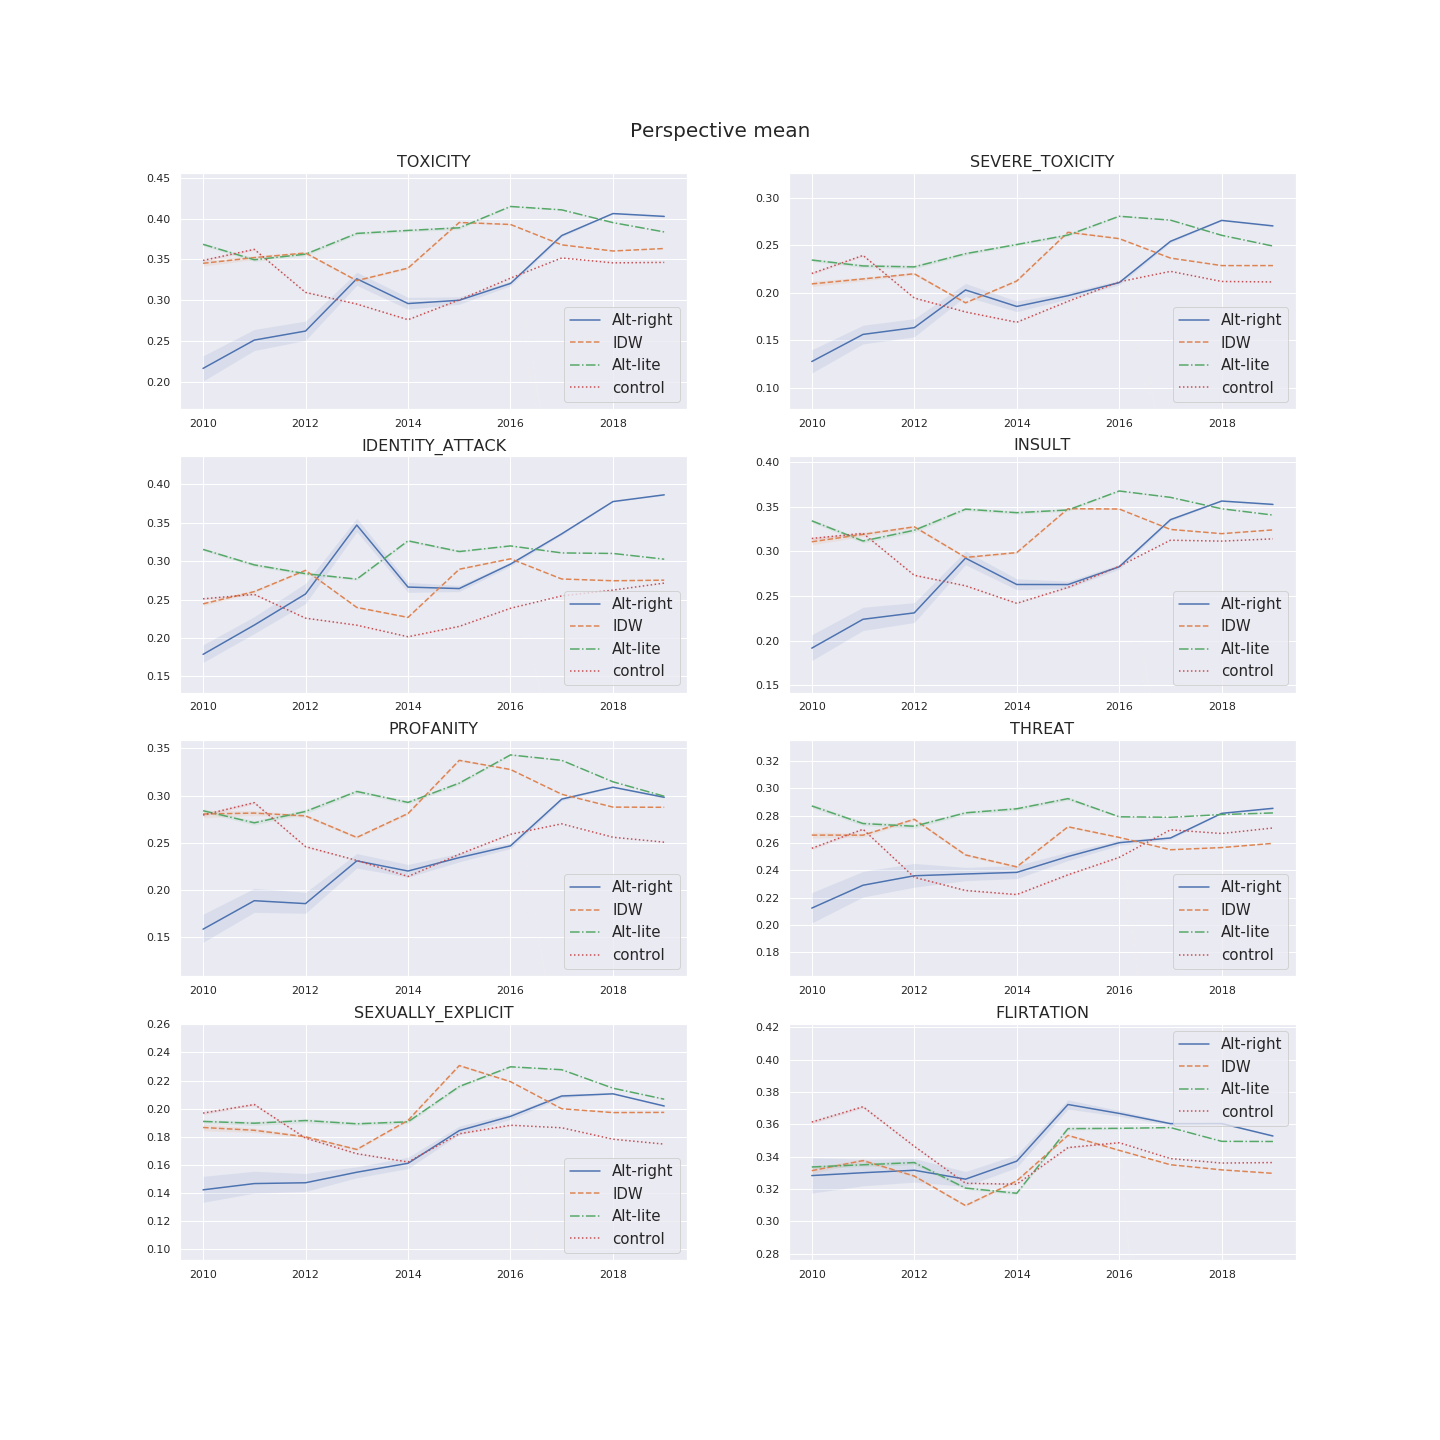 Perspective mean
TOXICITY
0.45
0.40
0.35
0.30
0.25
0.20
2010 2012 2014 2016 2018
Alt-right
IDW
Alt-lite
control
SEVERE_TOXICITY
0.30
0.25
0.20
0.15
0.10
2010 2012 2014 2016 2018
Alt-right
IDW
Alt-lite
control
IDENTITY_ATTACK
0.40
0.35
0.30
0.25
0.20
0.15
2010 2012 2014 2016 2018
Alt-right
IDW
Alt-lite
control
INSULT
0.40
0.35
0.30
0.25
0.20
0.15
2010 2012 2014 2016 2018
Alt-right
IDW
Alt-lite
control
PROFANITY
0.35
0.30
0.25
0.20
0.15
2010 2012 2014 2016 2018
Alt-right
IDW
Alt-lite
control
THREAT
0.32
0.30
0.28
0.26
0.24
0.22
0.20
0.18
2010 2012 2014 2016 2018
Alt-right
IDW
Alt-lite
control
SEXUALLY_EXPLICIT
0.26
0.24
0.22
0.20
0.18
0.16
0.14
0.12
0.10
2010 2012 2014 2016 2018
Alt-right
IDW
Alt-lite
control
FLIRTATION
0.42
0.40
0.38
0.36
0.34
0.32
0.30
0.28
2010 2012 2014 2016 2018
Alt-right
IDW
Alt-lite
control